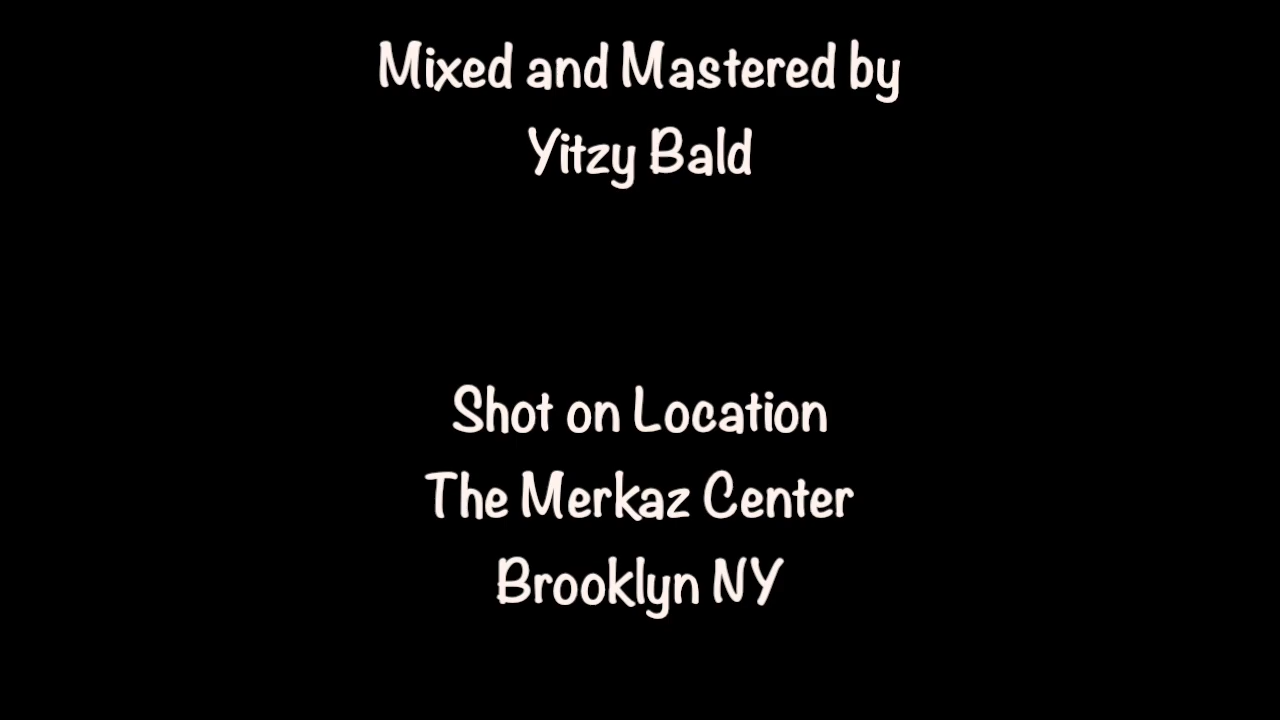 Mixed and Mastered by
Yitzy Bald
Shot on Location
The Merkaz Center
Brooklyn NY